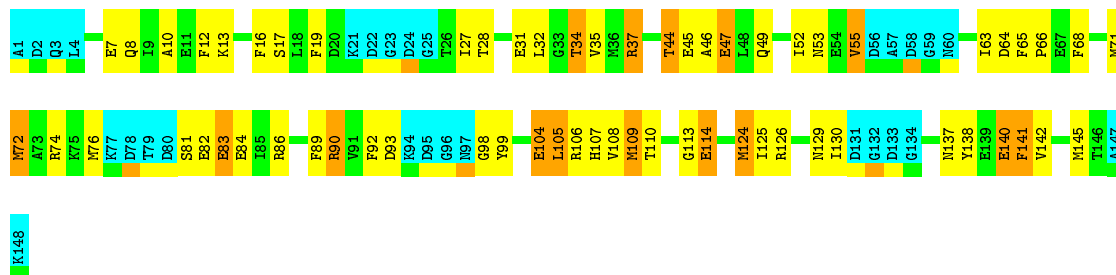 A1 D2 Q3 L4 E7 Q8 I9 A10 E11 F12 K13 F16 S17 L18 F19 D20 K21 D22 G23 D24 G25 T26 I27 T28 E31 L32 G33 T34 V35 M36 R37 T44 E45 A46 E47 L48 Q49 I52 N53 E54 V55 D56 A57 D58 G59 N60 I63 D64 F65 P66 E67 F68 M71
M72 A73 R74 K75 M76 K77 D78 T79 D80 S81 E82 E83 E84 I85 R86 F89 R90 V91 F92 D93 K94 D95 G96 N97 G98 Y99 E104 L105 R106 H107 V108 M109 T110 G113 E114 M124 I125 R126 N129 I130 D131 G132 D133 G134 N137 Y138 E139 E140 F141 V142 M145 T146 A147
K148